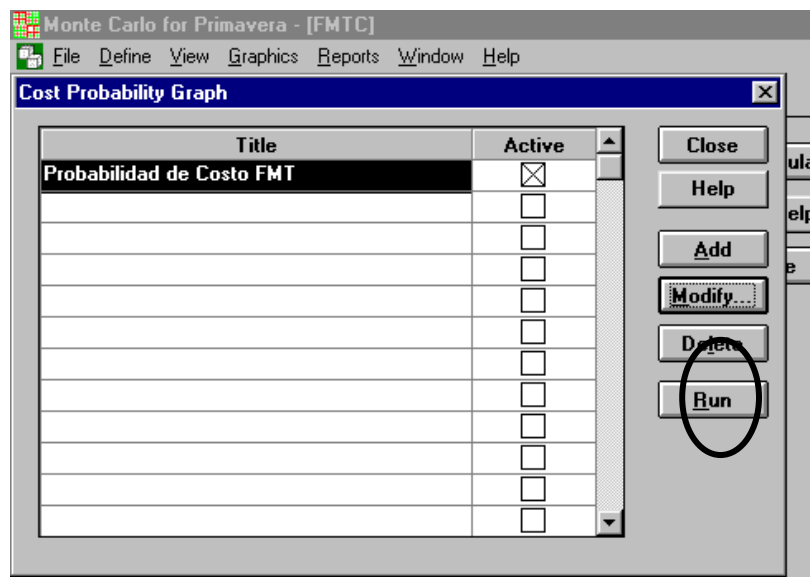 Monte Carlo for Primavera - [FMTC]
File Define View Graphics Reports Window Help
Cost Probability Graph
Title Active
Probabilidad de Costo FMT
Close
Help
Add
Modify...
Delete
Run